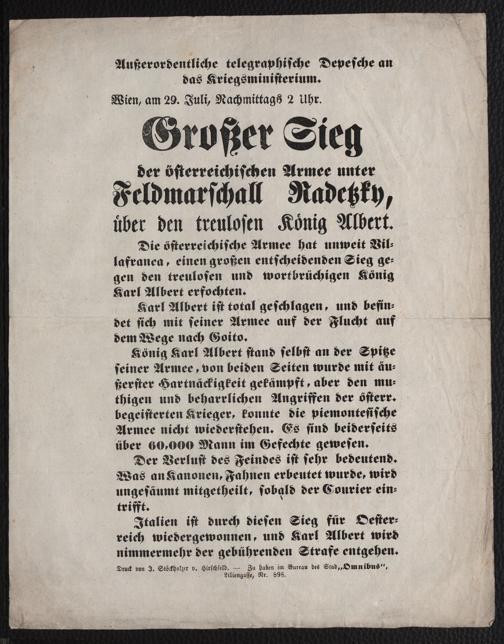 Außerordentliche telegraphische Depesche an
das Kriegsministerium.
Wien, am 29. Juli, Nachmittags 2 Uhr.
Großer Sieg
der österreichischen Armee unter
Feldmarschall Radetzky,
über den treulosen König Albert.
Die österreichische Armee hat unweit Vil-
lafranca, einen großen entscheidenden Sieg ge-
gen den treulosen und wortbrüchigen König
Karl Albert erfochten.
Karl Albert ist total geschlagen, und befin-
det sich mit seiner Armee auf der Flucht auf
dem Wege nach Goito.
König Karl Albert stand selbst an der Spitze
seiner Armee, von beiden Seiten wurde mit äu-
ßerster Hartnäckigkeit gekämpft, aber den mu-
thigen und beharrlichen Angriffen der österr.
begeisterten Krieger, konnte die piemontesische
Armee nicht wiederstehen. Es sind beiderseits
über 60.000 Mann im Gefechte gewesen.
Der Verlust des Feindes ist sehr bedeutend.
Was an Kanonen, Fahnen erbeutet wurde, wird
ungesäumt mitgetheilt, sobald der Courier ein-
trifft.
Italien ist durch diesen Sieg für Oester-
reich wiedergewonnen, und Karl Albert wird
nimmermehr der gebührenden Strafe entgehen.
Druck von J. Stöckholzer v. Hirschfeld. — Zu haben im Bureau des Stud. „Omnibus",
Liliengasse, Nr. 898.